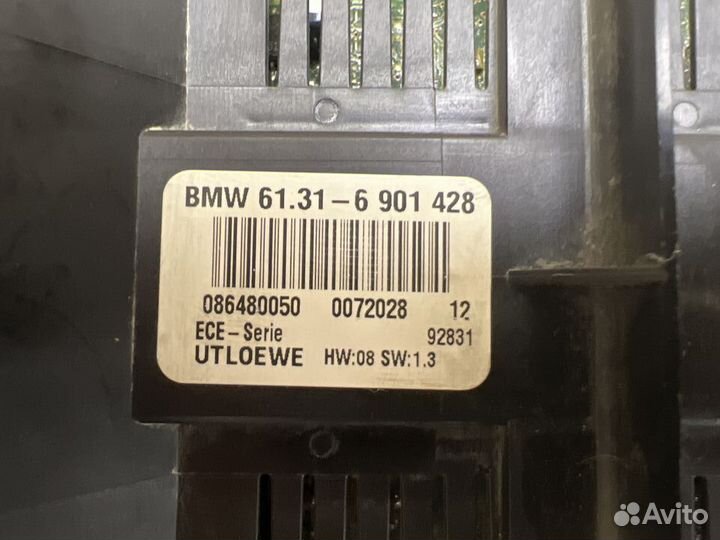 BMW 61.31-6 901 428
086480050 0072028 12
ECE-Serie 92831
UTLOEWE HW:08 SW:1.3
Avito